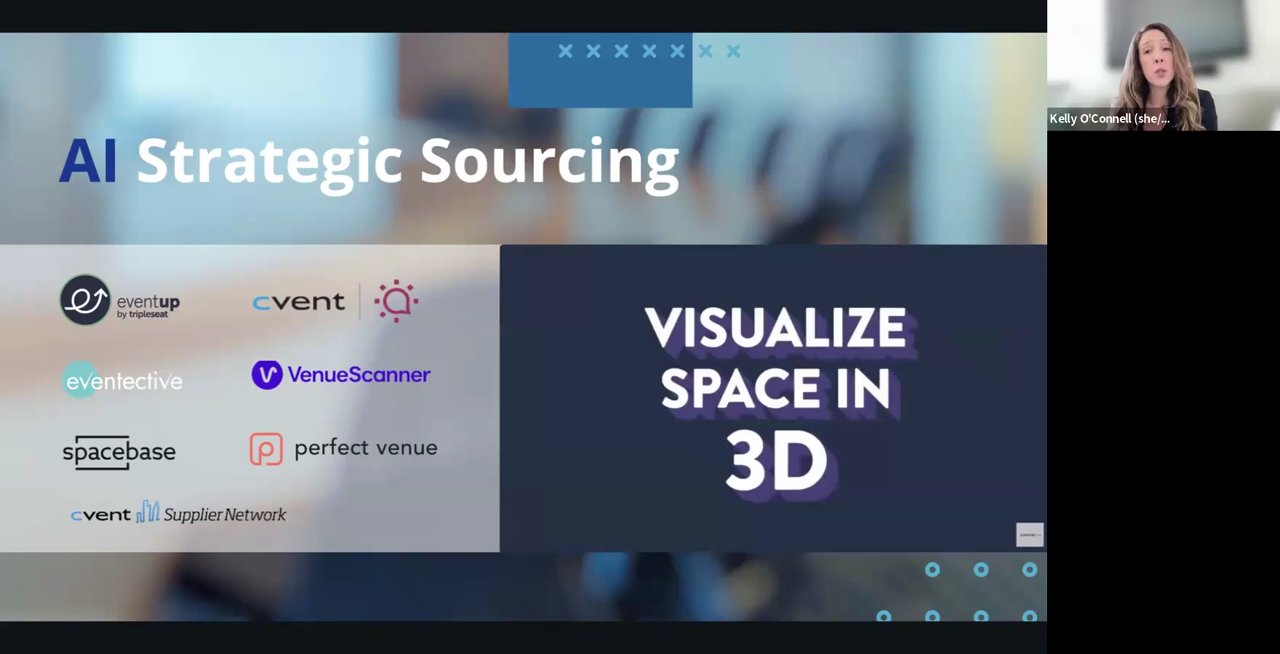 AI Strategic Sourcing
eventup
by tripleseat
cvent
eventective
VenueScanner
spacebase
perfect venue
cvent Supplier Network
VISUALIZE
SPACE IN
3D
Kelly O'Connell (she/...